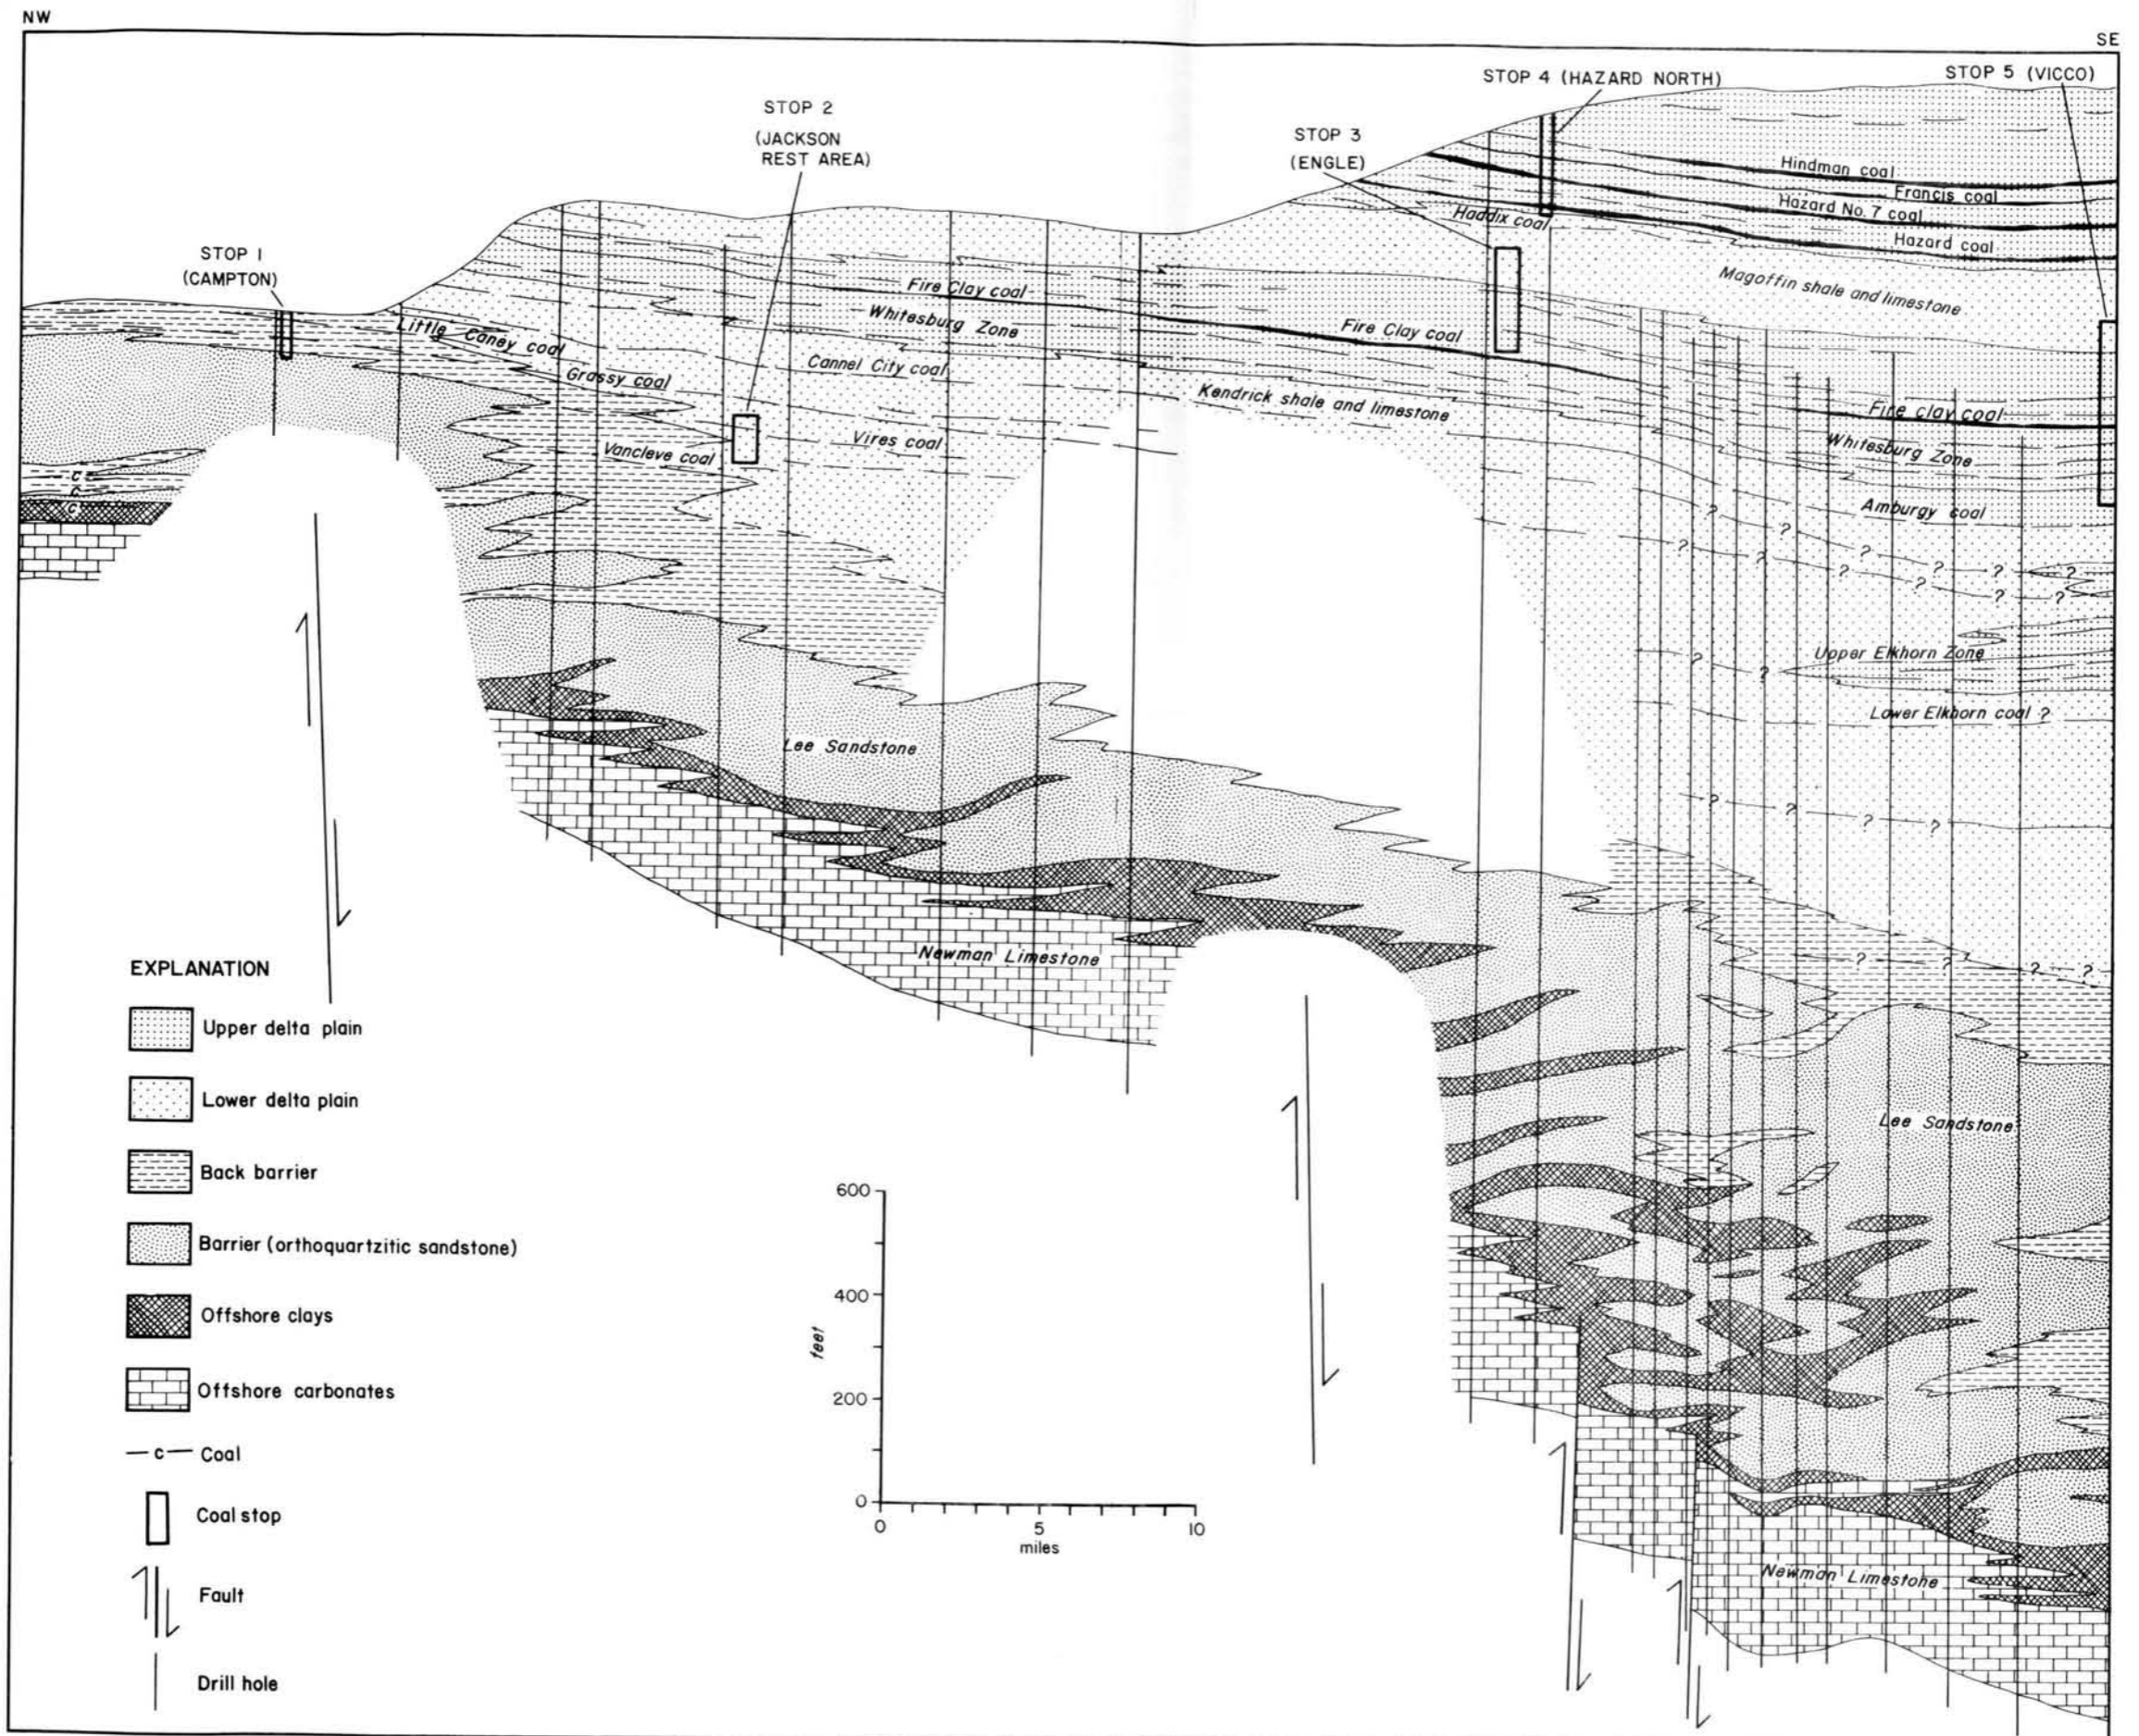 NW
SE
STOP 1
(CAMPTON)
STOP 2
(JACKSON
REST AREA)
STOP 3
(ENGLE)
STOP 4 (HAZARD NORTH)
STOP 5 (VICCO)
Hindman coal
Francis coal
Hazard No. 7 coal
Hazard coal
Haddix coal
Magoffin shale and limestone
Little Caney coal
Grassy coal
Vancleve coal
Fire Clay coal
Whitesburg Zone
Cannel City coal
Vires coal
Fire Clay coal
Kendrick shale and limestone
Fire clay coal
Whitesburg Zone
Amburgy coal
? ? ? ? ? ?
? ? ? ? ? ?
Upper Elkhorn Zone
? ?
Lower Elkhorn coal ?
? ? ? ?
? ? ? ?
c
c
c
Lee Sandstone
Newman Limestone
Lee Sandstone
Newman Limestone
EXPLANATION
Upper delta plain
Lower delta plain
Back barrier
Barrier (orthoquartzitic sandstone)
Offshore clays
Offshore carbonates
c Coal
Coal stop
Fault
Drill hole
600
400
200
0
feet
0 5 10
miles